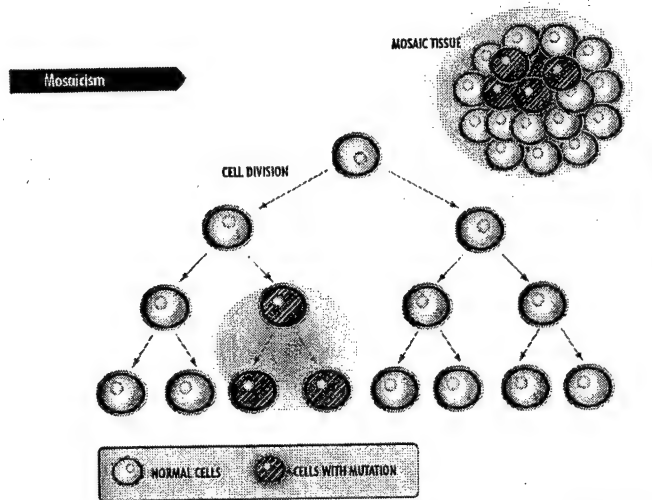 MOSAIC TISSUE
Mosaicism
CELL DIVISION
NORMAL CELLS
CELLS WITH MUTATION